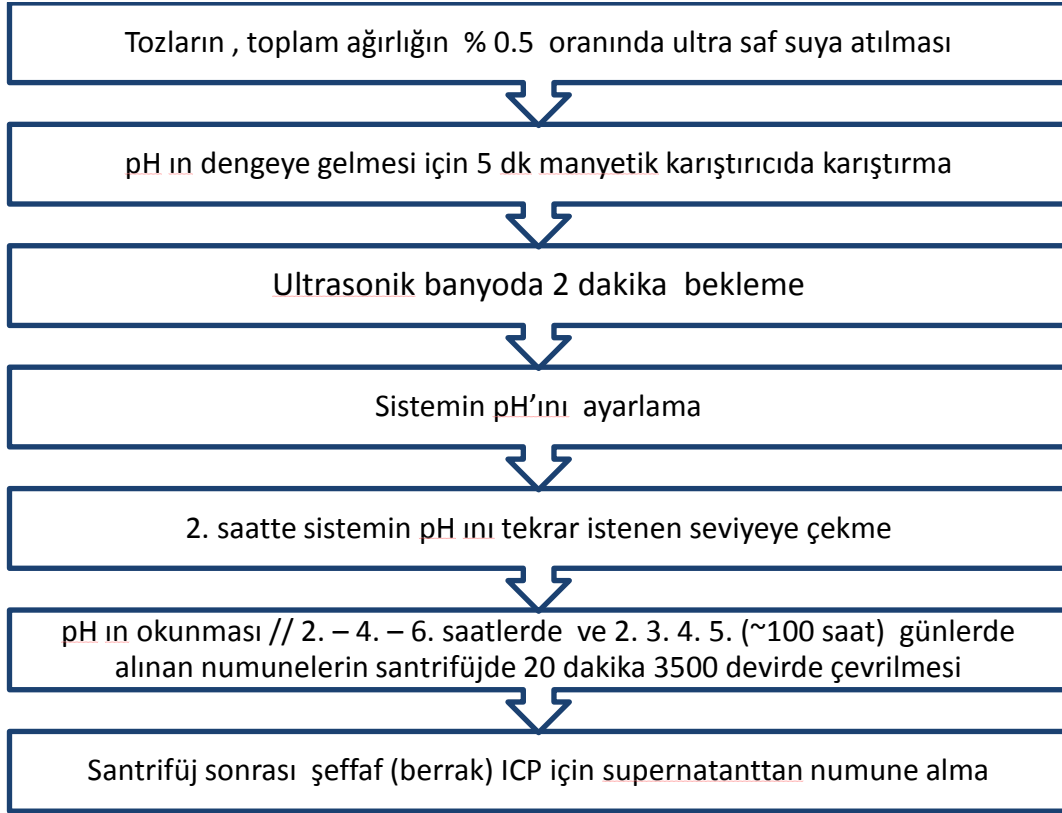 Tozların , toplam ağırlığın  % 0.5  oranında ultra saf suya atılması
pH ın dengeye gelmesi için 5 dk manyetik karıştırıcıda karıştırma
Ultrasonik banyoda 2 dakika  bekleme
Sistemin pH’ını  ayarlama
2. saatte sistemin pH ını tekrar istenen seviyeye çekme
pH ın okunması // 2. – 4. – 6. saatlerde  ve 2. 3. 4. 5. (~100 saat)  günlerde
alınan numunelerin santrifüjde 20 dakika 3500 devirde çevrilmesi
Santrifüj sonrası  şeffaf (berrak) ICP için supernatanttan numune alma